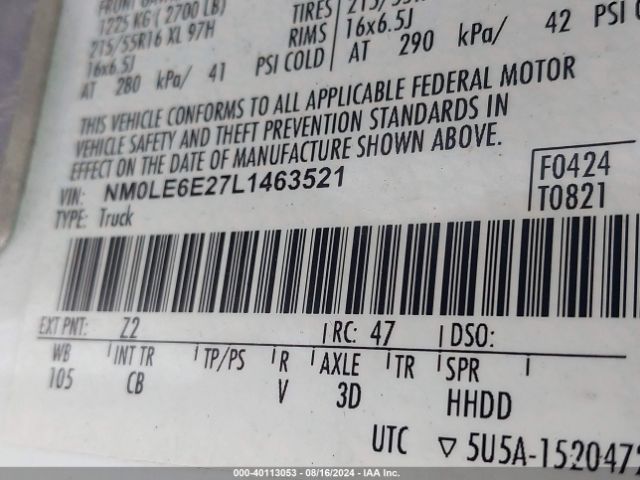 1225 KG ( 2700 LB)
215/55R16 XL 97H
16x6.5J
AT 280 kPa/ 41 PSI COLD
TIRES
RIMS 16x6.5J
AT 290 kPa/ 42 PSI
THIS VEHICLE CONFORMS TO ALL APPLICABLE FEDERAL MOTOR
VEHICLE SAFETY AND THEFT PREVENTION STANDARDS IN
EFFECT ON THE DATE OF MANUFACTURE SHOWN ABOVE.
VIN: NM0LE6E27L1463521
F0424
T0821
TYPE: Truck
EXT PNT: Z2 RC: 47 DSO:
WB INT TR TP/PS R AXLE TR SPR
105 CB V 3D HHDD
UTC ▽ 5U5A-1520472
000-40113053 - 08/16/2024 - IAA Inc.